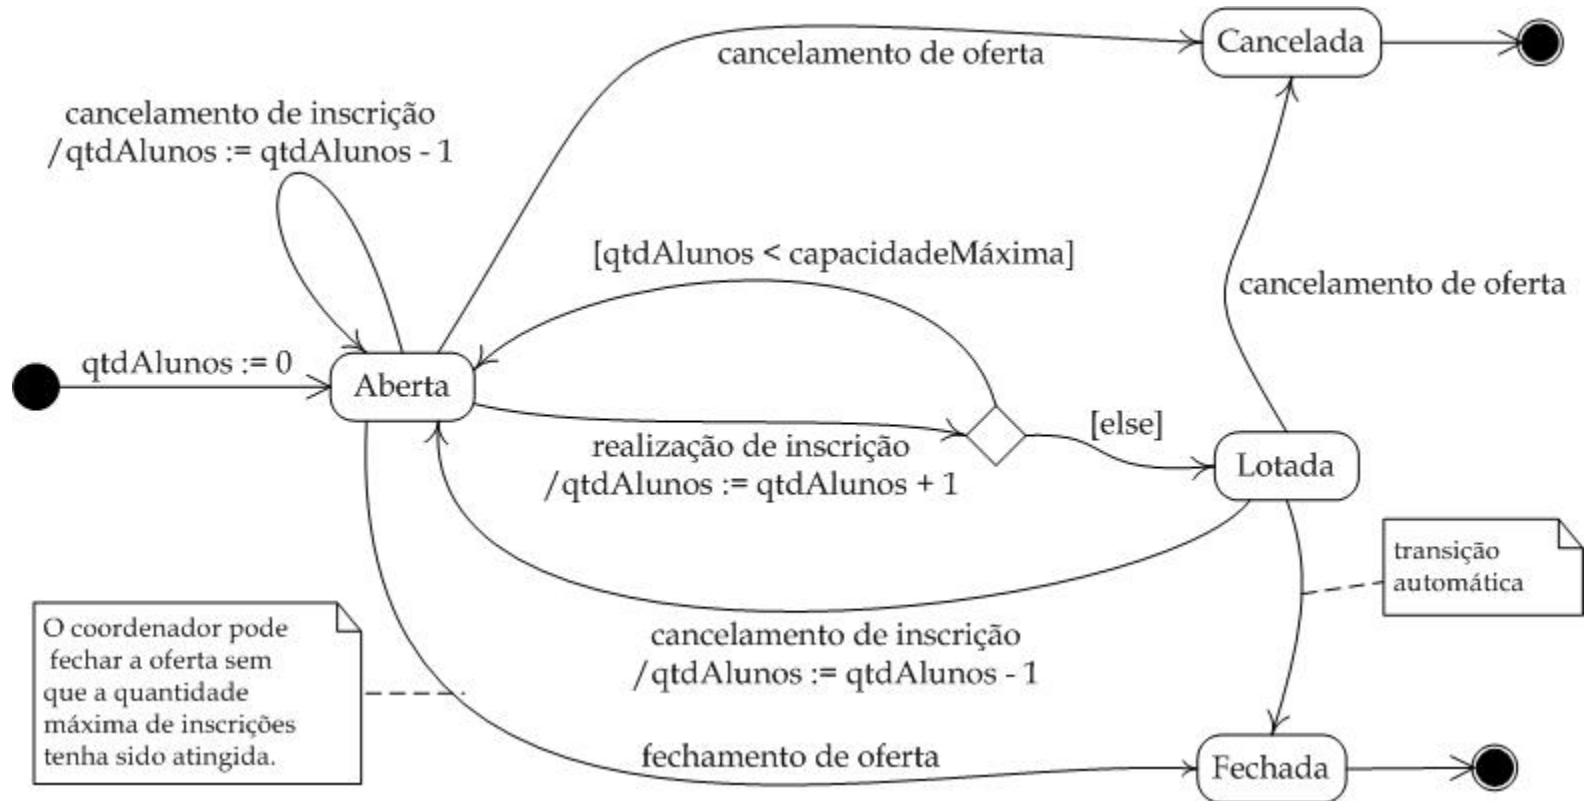 cancelamento de oferta
Cancelada
cancelamento de inscrição
/qtdAlunos := qtdAlunos - 1
[qtdAlunos < capacidadeMáxima]
cancelamento de oferta
qtdAlunos := 0
Aberta
realização de inscrição
/qtdAlunos := qtdAlunos + 1
[else]
Lotada
transição
automática
cancelamento de inscrição
/qtdAlunos := qtdAlunos - 1
O coordenador pode
fechar a oferta sem
que a quantidade
máxima de inscrições
tenha sido atingida.
fechamento de oferta
Fechada